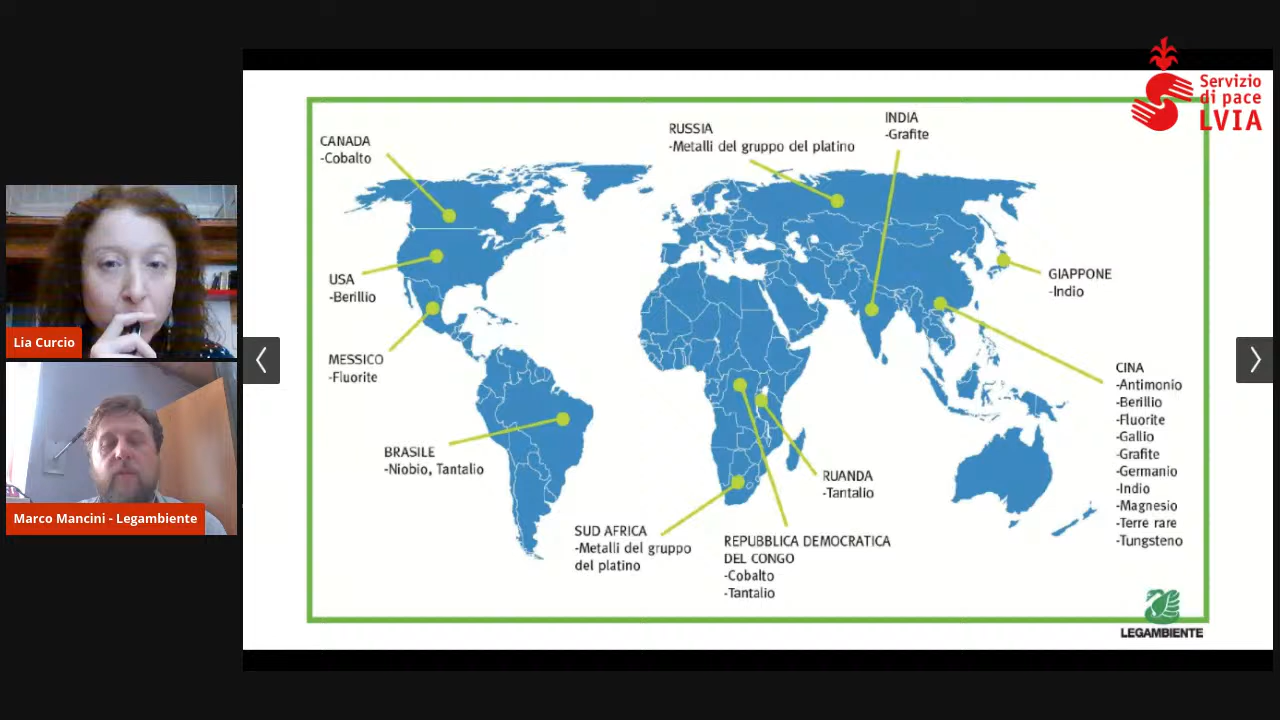 Servizio
di pace
LVIA
CANADA
-Cobalto
RUSSIA
-Metalli del gruppo del platino
INDIA
-Grafite
USA
-Berillio
GIAPPONE
-Indio
MESSICO
-Fluorite
BRASILE
-Niobio, Tantalio
CINA
-Antimonio
-Berillio
-Fluorite
-Gallio
-Grafite
-Germanio
-Indio
-Magnesio
-Terre rare
-Tungsteno
RUANDA
-Tantalio
SUD AFRICA
-Metalli del gruppo
del platino
REPUBBLICA DEMOCRATICA
DEL CONGO
-Cobalto
-Tantalio
LEGAMBIENTE
Lia Curcio
Marco Mancini - Legambiente